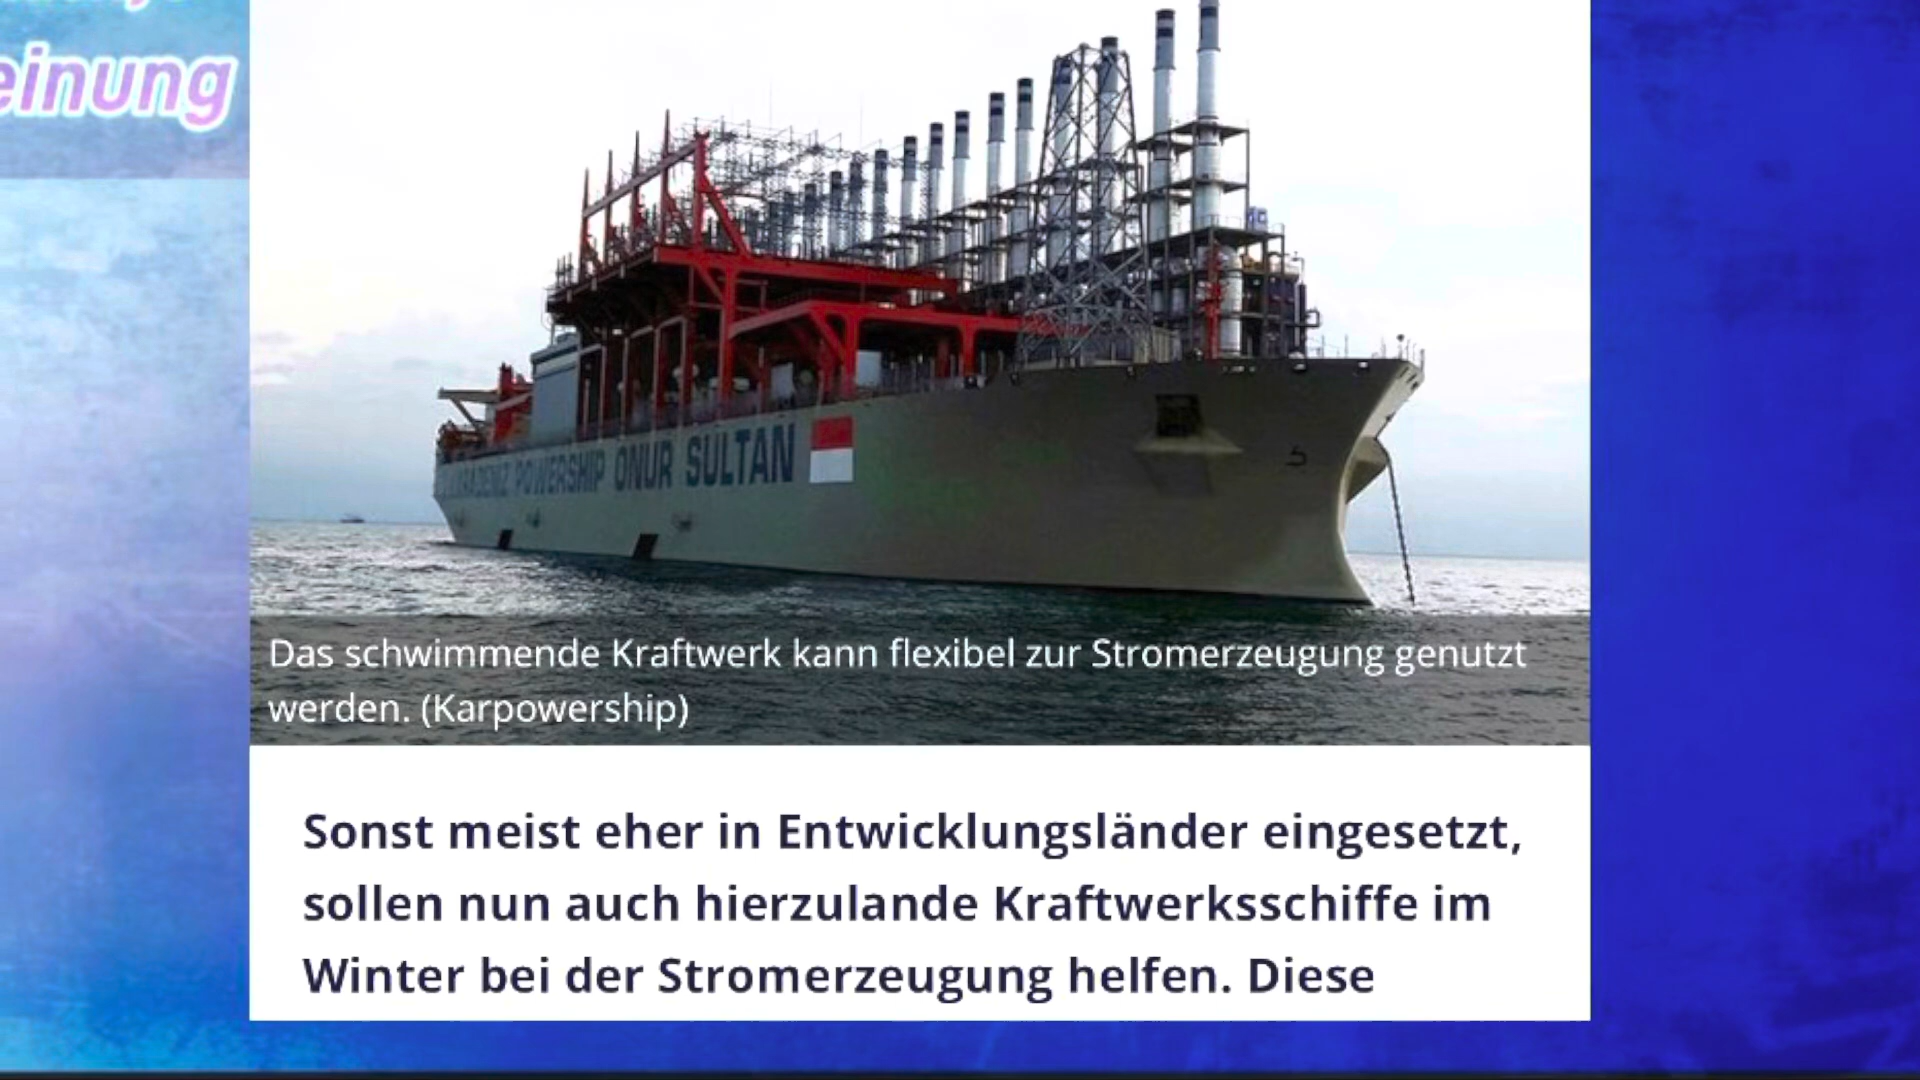 einung
KARADENIZ POWERSHIP ONUR SULTAN
Das schwimmende Kraftwerk kann flexibel zur Stromerzeugung genutzt
werden. (Karpowership)
Sonst meist eher in Entwicklungsländer eingesetzt,
sollen nun auch hierzulande Kraftwerksschiffe im
Winter bei der Stromerzeugung helfen. Diese